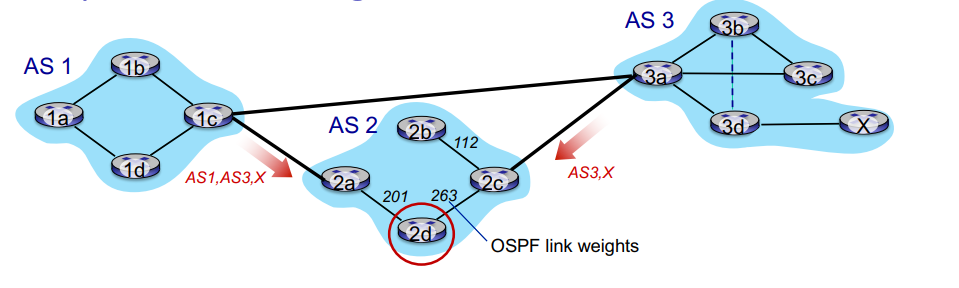 AS 3
3b
AS 1
1b
3a
3c
1a
1c
AS 2
2b
3d
X
112
1d
AS1,AS3,X
2a
2c
AS3,X
201
263
2d
OSPF link weights